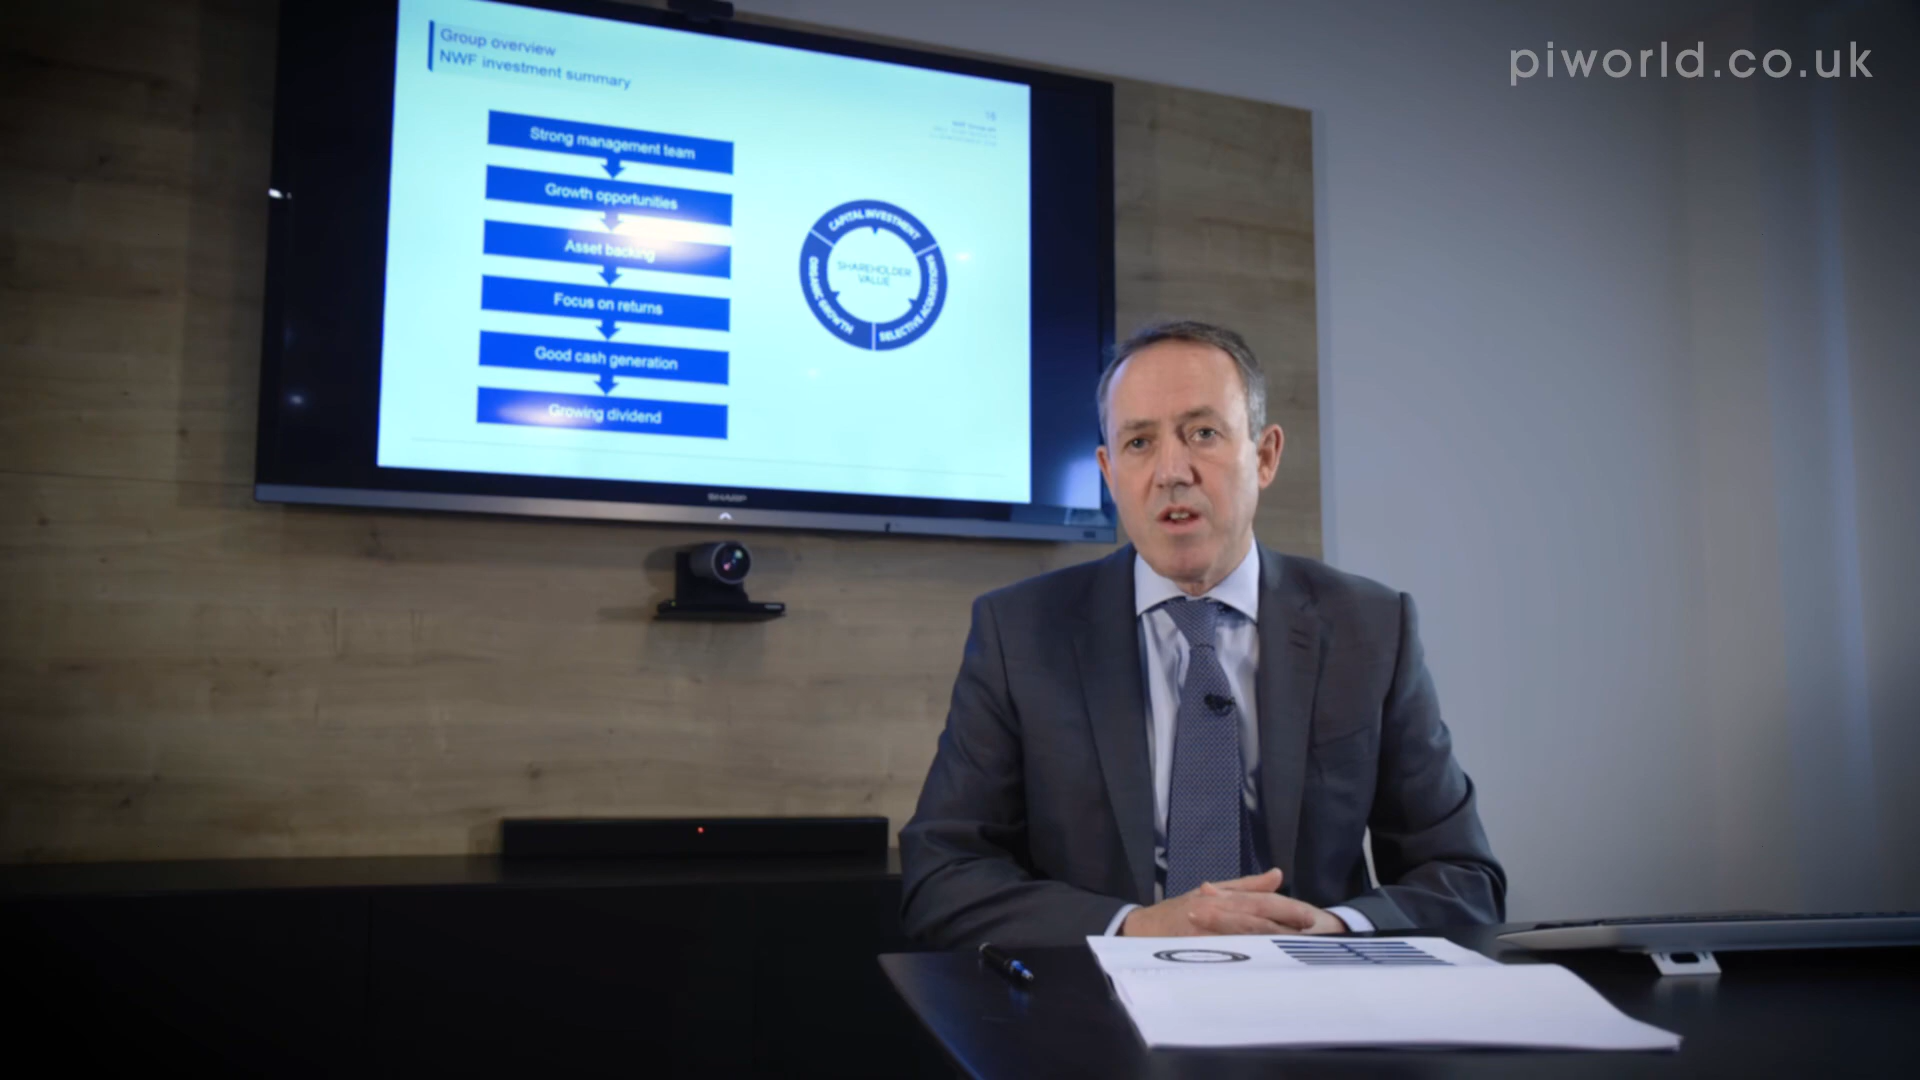 piworld.co.uk
Group overview
NWF investment summary
18
Strong management team
Growth opportunities
Asset backing
Focus on returns
Good cash generation
Growing dividend
CAPITAL INVESTMENT
SELECTIVE ACQUISITIONS
ORGANIC GROWTH
SHAREHOLDER
VALUE
SHARP